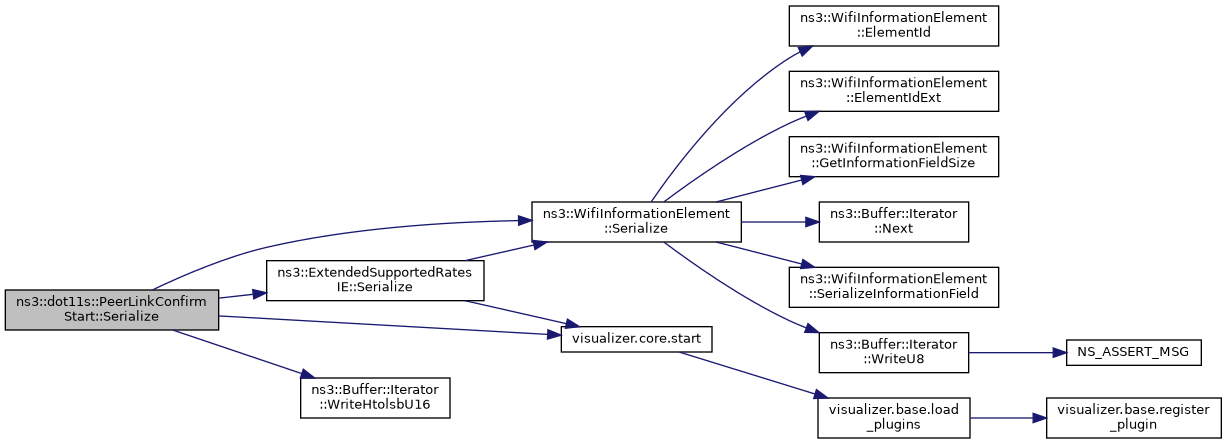 ns3::WifiInformationElement
::ElementId
ns3::WifiInformationElement
::ElementIdExt
ns3::WifiInformationElement
::GetInformationFieldSize
ns3::WifiInformationElement
::Serialize
ns3::Buffer::Iterator
::Next
ns3::ExtendedSupportedRates
IE::Serialize
ns3::WifiInformationElement
::SerializeInformationField
ns3::dot11s::PeerLinkConfirm
Start::Serialize
visualizer.core.start
ns3::Buffer::Iterator
::WriteU8
NS_ASSERT_MSG
ns3::Buffer::Iterator
::WriteHtolsbU16
visualizer.base.load
_plugins
visualizer.base.register
_plugin